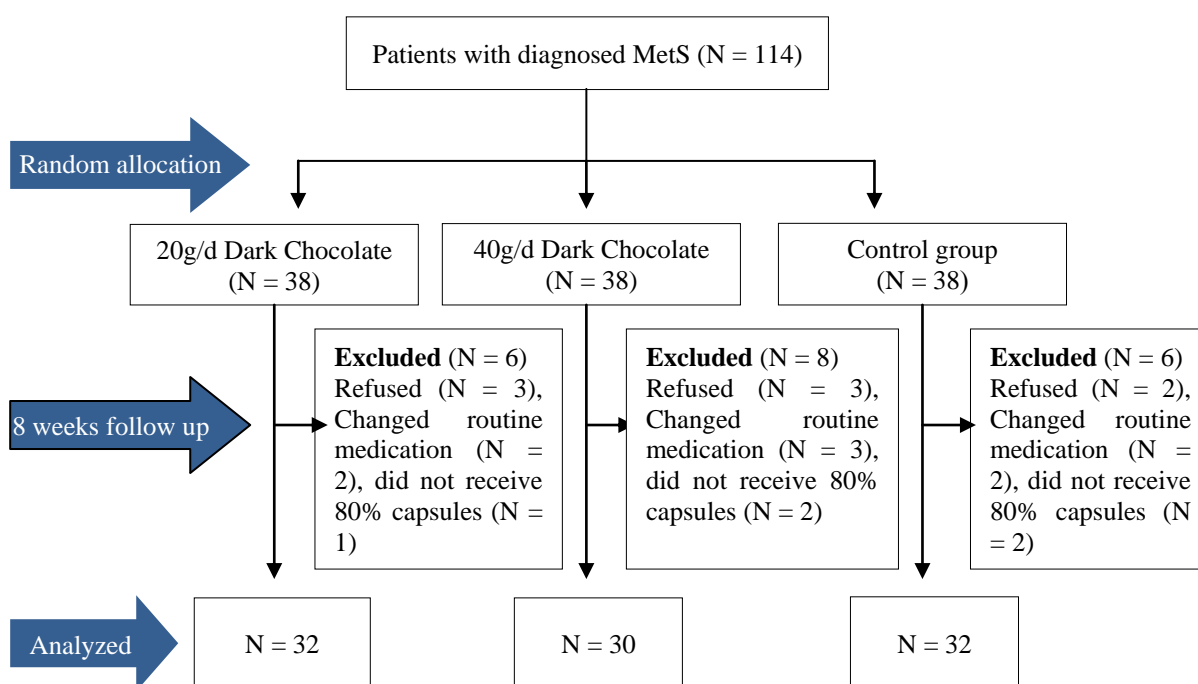 Patients with diagnosed MetS (N = 114)
Random allocation
20g/d Dark Chocolate
(N = 38)
40g/d Dark Chocolate
(N = 38)
Control group
(N = 38)
8 weeks follow up
Excluded (N = 6)
Refused (N = 3),
Changed routine
medication (N =
2), did not receive
80% capsules (N =
1)
Excluded (N = 8)
Refused (N = 3),
Changed routine
medication (N = 3),
did not receive 80%
capsules (N = 2)
Excluded (N = 6)
Refused (N = 2),
Changed routine
medication (N =
2), did not receive
80% capsules (N
= 2)
Analyzed
N = 32
N = 30
N = 32